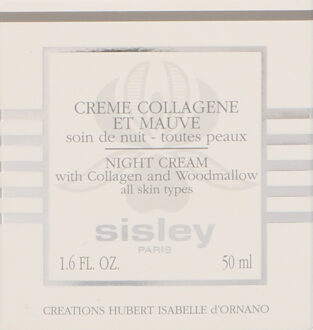 CREME COLLAGENE
ET MAUVE
soin de nuit - toutes peaux
NIGHT CREAM
with Collagen and Woodmallow
all skin types
sisley
PARIS
1.6 FL. OZ. 50 ml
CREATIONS HUBERT ISABELLE d'ORNANO